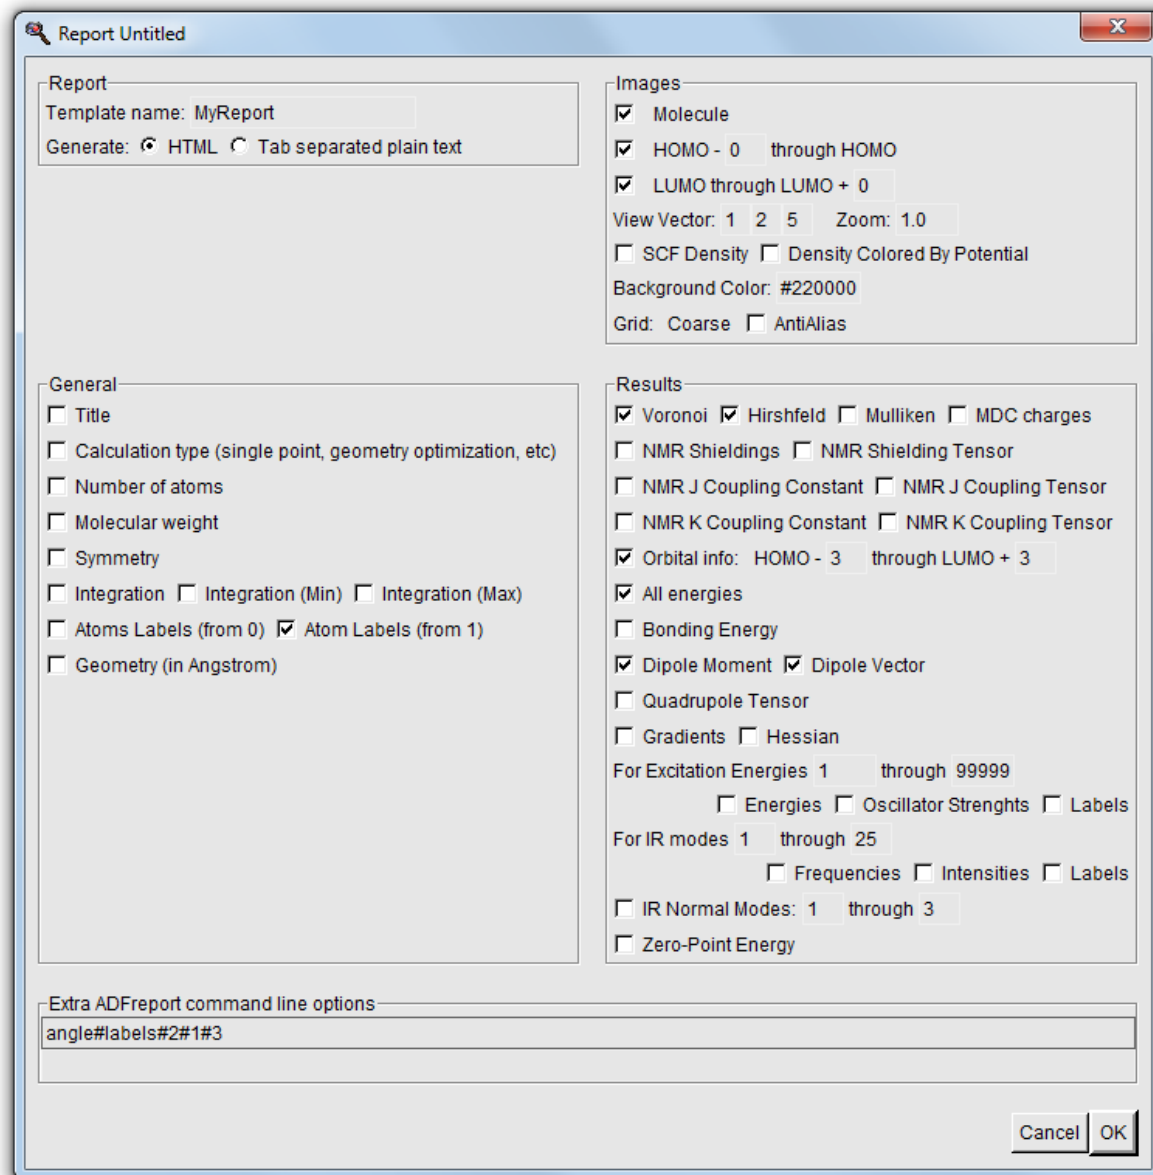 Report Untitled
Report
Template name: MyReport
Generate: HTML Tab separated plain text
Images
Molecule
HOMO - 0 through HOMO
LUMO through LUMO + 0
View Vector: 1 2 5 Zoom: 1.0
SCF Density Density Colored By Potential
Background Color: #220000
Grid: Coarse AntiAlias
General
Title
Calculation type (single point, geometry optimization, etc)
Number of atoms
Molecular weight
Symmetry
Integration Integration (Min) Integration (Max)
Atoms Labels (from 0) Atom Labels (from 1)
Geometry (in Angstrom)
Results
Voronoi Hirshfeld Mulliken MDC charges
NMR Shieldings NMR Shielding Tensor
NMR J Coupling Constant NMR J Coupling Tensor
NMR K Coupling Constant NMR K Coupling Tensor
Orbital info: HOMO - 3 through LUMO + 3
All energies
Bonding Energy
Dipole Moment Dipole Vector
Quadrupole Tensor
Gradients Hessian
For Excitation Energies 1 through 99999
Energies Oscillator Strenghts Labels
For IR modes 1 through 25
Frequencies Intensities Labels
IR Normal Modes: 1 through 3
Zero-Point Energy
Extra ADFreport command line options
angle#labels#2#1#3
Cancel OK